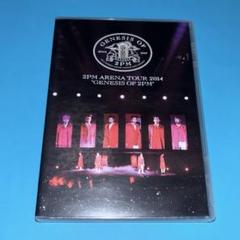 GENESIS OF
2PM
2PM ARENA TOUR 2014
"GENESIS OF 2PM"